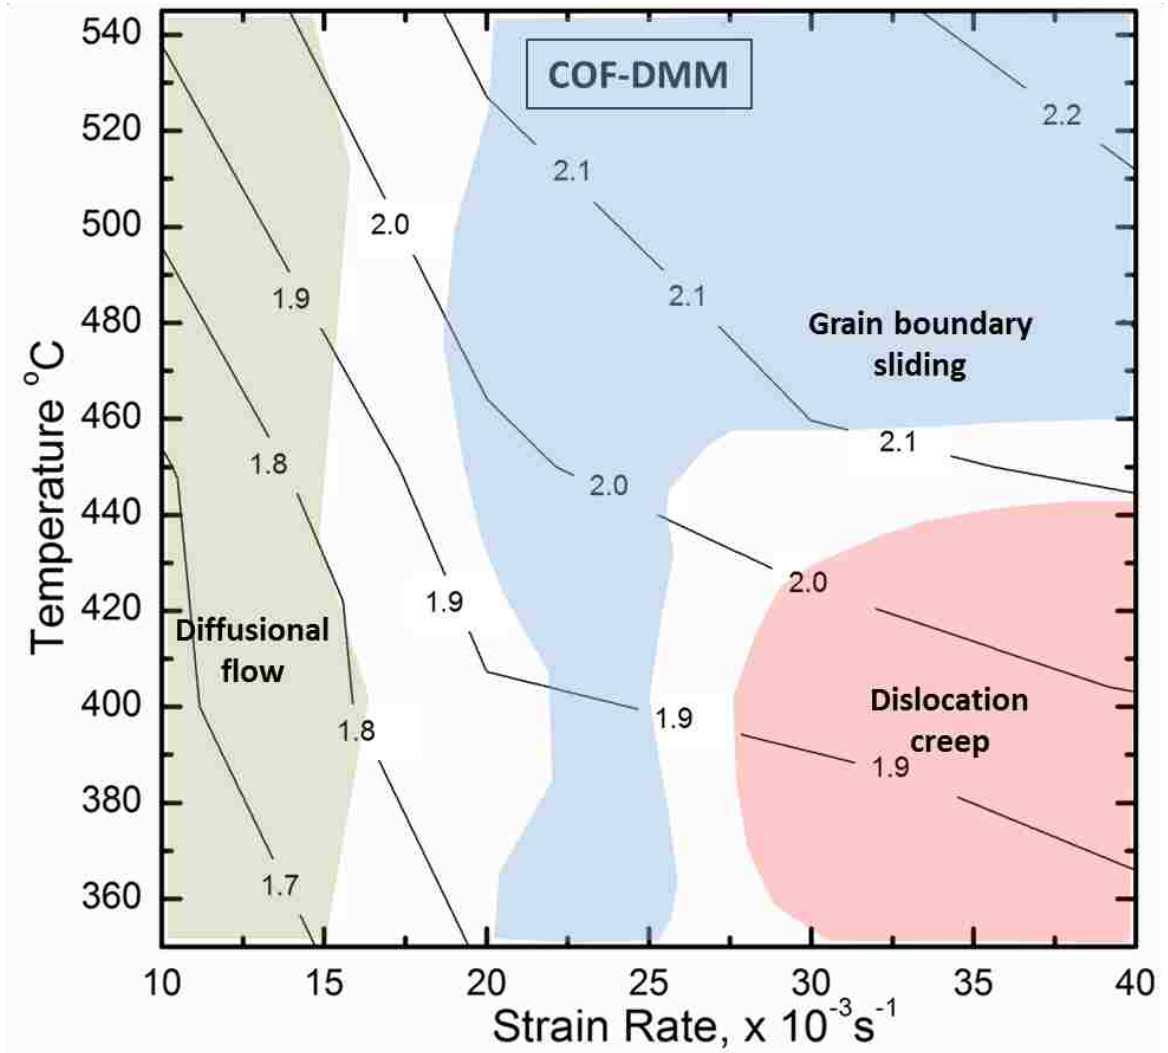 COF-DMM
540
520
500
480
460
440
420
400
380
360
Temperature °C
2.2
2.1
2.0
2.1
1.9
Grain boundary
sliding
2.1
1.8
2.0
2.0
1.9
Diffusional
flow
Dislocation
creep
1.9
1.8
1.9
1.7
10 15 20 25 30 35 40
Strain Rate, x 10⁻³s⁻¹